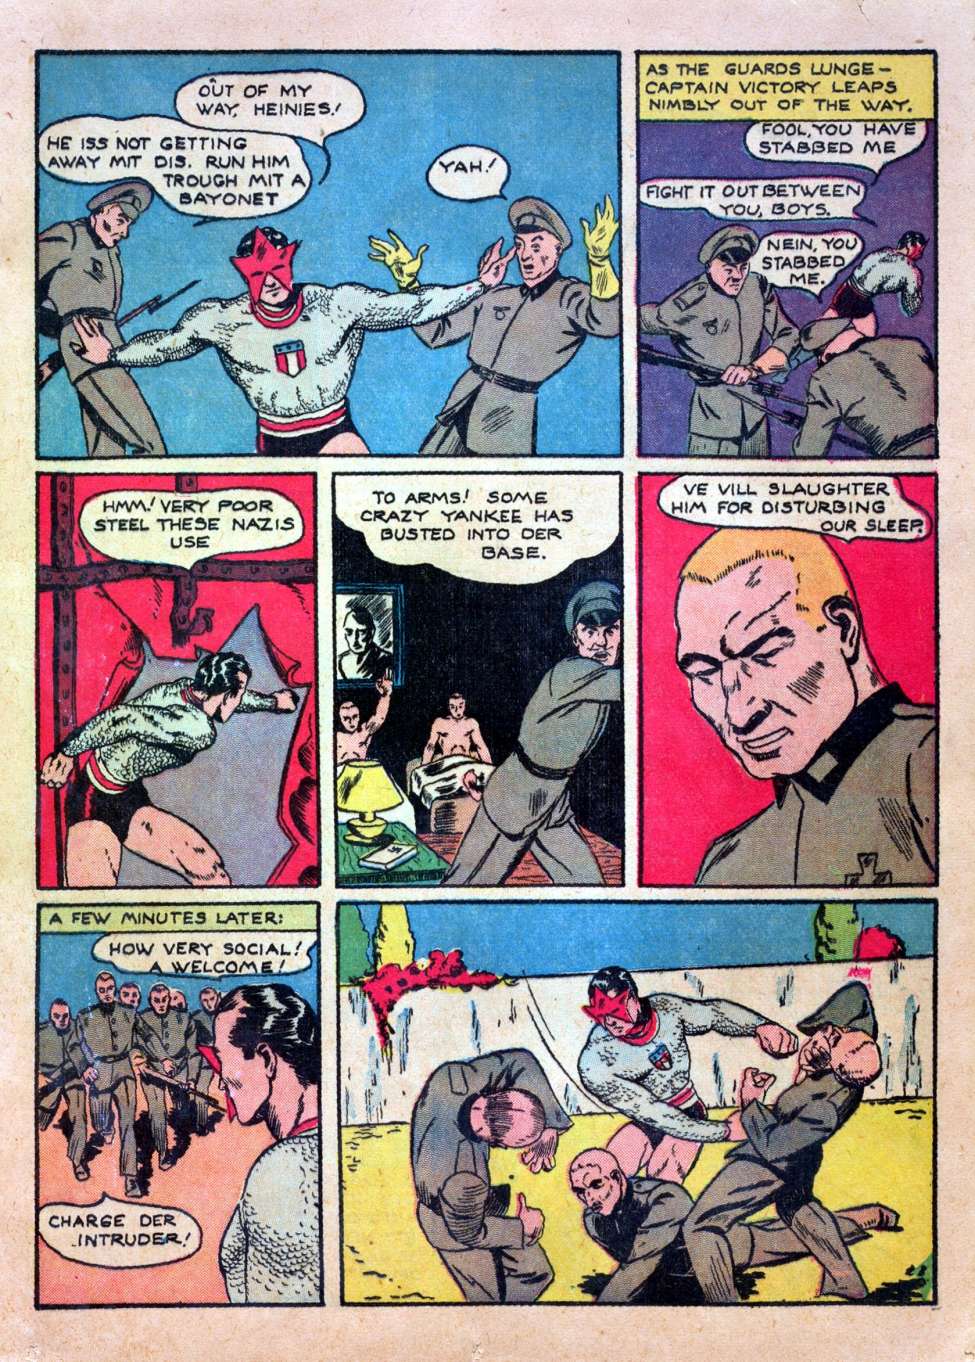 OUT OF MY
WAY, HEINIES!
HE ISS NOT GETTING
AWAY MIT DIS. RUN HIM
TROUGH MIT A
BAYONET
YAH!
AS THE GUARDS LUNGE—
CAPTAIN VICTORY LEAPS
NIMBLY OUT OF THE WAY.
FOOL, YOU HAVE
STABBED ME
FIGHT IT OUT BETWEEN
YOU, BOYS.
NEIN, YOU
STABBED
ME.
HMM! VERY POOR
STEEL THESE NAZIS
USE
TO ARMS! SOME
CRAZY YANKEE HAS
BUSTED INTO DER
BASE.
VE VILL SLAUGHTER
HIM FOR DISTURBING
OUR SLEEP.
A FEW MINUTES LATER:
HOW VERY SOCIAL!
A WELCOME!
CHARGE DER
INTRUDER!